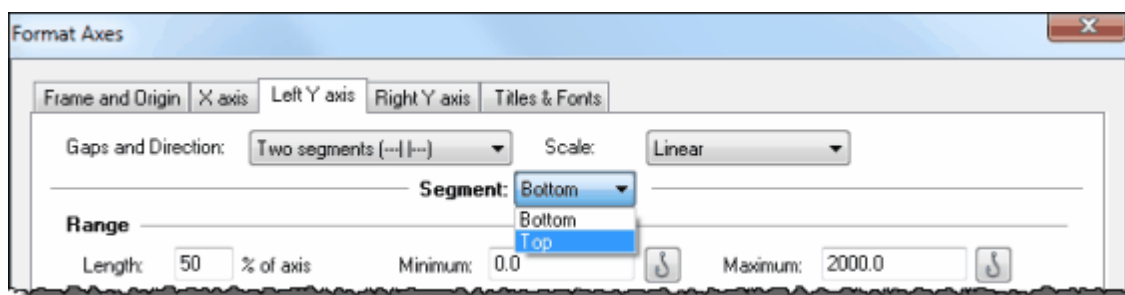 Format Axes
Frame and Origin X axis Left Y axis Right Y axis Titles & Fonts
Gaps and Direction: Two segments (---| |---) Scale: Linear
Segment: Bottom
Bottom
Range
Top
Length: 50 % of axis Minimum: 0.0 Maximum: 2000.0